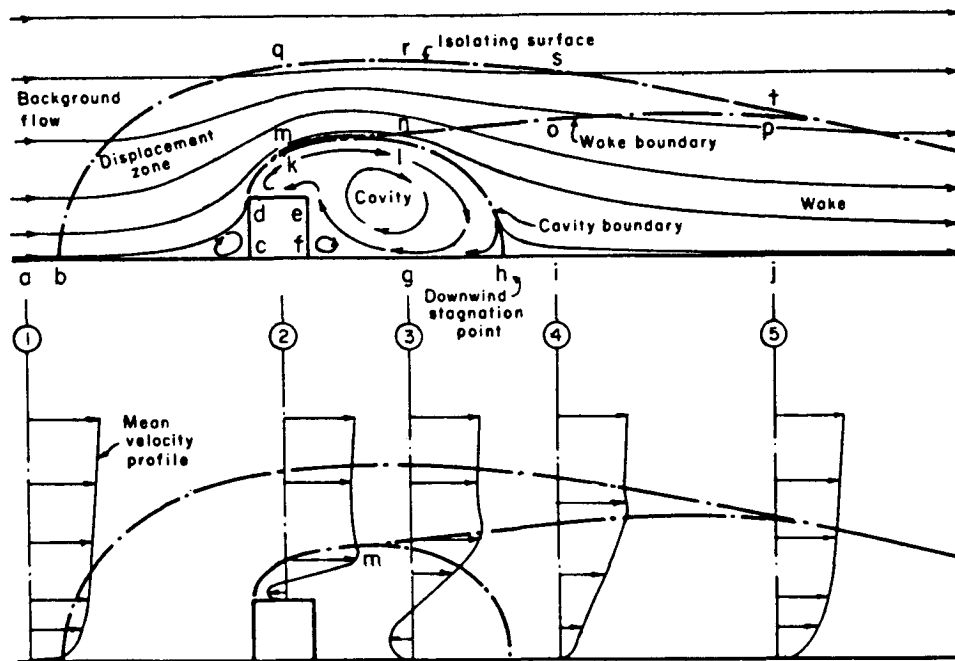 q
r
Isolating surface
s
Background
flow
t
m
n
o
p
Displacement
zone
Wake boundary
k
l
Cavity
Wake
d
e
Cavity boundary
c
f
a
b
g
h
i
j
Downwind
stagnation
point
1
2
3
4
5
Mean
velocity
profile
m